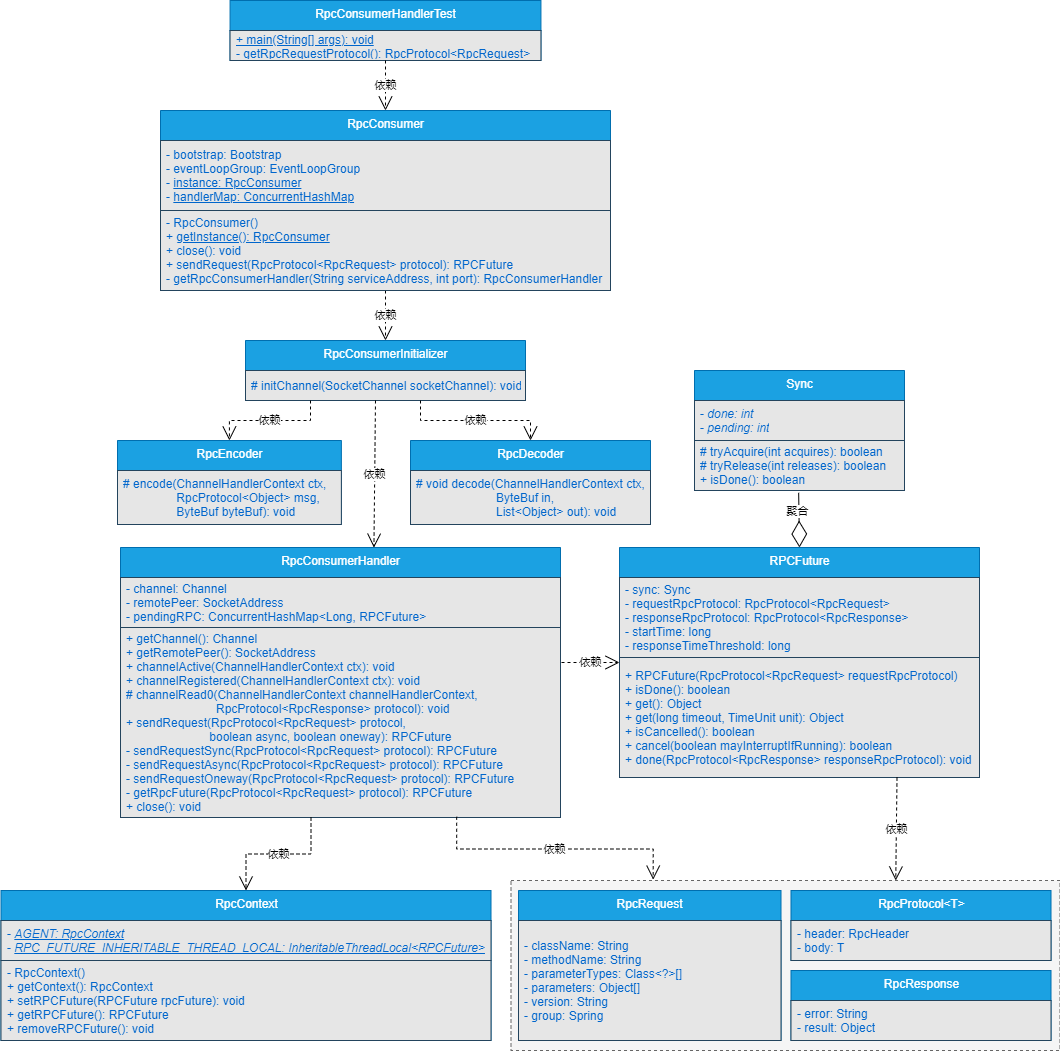 RpcConsumerHandlerTest
+ main(String[] args): void
- getRpcRequestProtocol(): RpcProtocol<RpcRequest>
依赖
RpcConsumer
- bootstrap: Bootstrap
- eventLoopGroup: EventLoopGroup
- instance: RpcConsumer
- handlerMap: ConcurrentHashMap
- RpcConsumer()
+ getInstance(): RpcConsumer
+ close(): void
+ sendRequest(RpcProtocol<RpcRequest> protocol): RPCFuture
- getRpcConsumerHandler(String serviceAddress, int port): RpcConsumerHandler
依赖
RpcConsumerInitializer
# initChannel(SocketChannel socketChannel): void
依赖
依赖
依赖
RpcEncoder
# encode(ChannelHandlerContext ctx,
RpcProtocol<Object> msg,
ByteBuf byteBuf): void
RpcDecoder
# void decode(ChannelHandlerContext ctx,
ByteBuf in,
List<Object> out): void
Sync
- done: int
- pending: int
# tryAcquire(int acquires): boolean
# tryRelease(int releases): boolean
+ isDone(): boolean
聚合
RpcConsumerHandler
- channel: Channel
- remotePeer: SocketAddress
- pendingRPC: ConcurrentHashMap<Long, RPCFuture>
+ getChannel(): Channel
+ getRemotePeer(): SocketAddress
+ channelActive(ChannelHandlerContext ctx): void
+ channelRegistered(ChannelHandlerContext ctx): void
# channelRead0(ChannelHandlerContext channelHandlerContext,
RpcProtocol<RpcResponse> protocol): void
+ sendRequest(RpcProtocol<RpcRequest> protocol,
boolean async, boolean oneway): RPCFuture
- sendRequestSync(RpcProtocol<RpcRequest> protocol): RPCFuture
- sendRequestAsync(RpcProtocol<RpcRequest> protocol): RPCFuture
- sendRequestOneway(RpcProtocol<RpcRequest> protocol): RPCFuture
- getRpcFuture(RpcProtocol<RpcRequest> protocol): RPCFuture
+ close(): void
依赖
RPCFuture
- sync: Sync
- requestRpcProtocol: RpcProtocol<RpcRequest>
- responseRpcProtocol: RpcProtocol<RpcResponse>
- startTime: long
- responseTimeThreshold: long
+ RPCFuture(RpcProtocol<RpcRequest> requestRpcProtocol)
+ isDone(): boolean
+ get(): Object
+ get(long timeout, TimeUnit unit): Object
+ isCancelled(): boolean
+ cancel(boolean mayInterruptIfRunning): boolean
+ done(RpcProtocol<RpcResponse> responseRpcProtocol): void
依赖
依赖
依赖
RpcContext
- AGENT: RpcContext
- RPC_FUTURE_INHERITABLE_THREAD_LOCAL: InheritableThreadLocal<RPCFuture>
- RpcContext()
+ getContext(): RpcContext
+ setRPCFuture(RPCFuture rpcFuture): void
+ getRPCFuture(): RPCFuture
+ removeRPCFuture(): void
RpcRequest
- className: String
- methodName: String
- parameterTypes: Class<?>[]
- parameters: Object[]
- version: String
- group: Spring
RpcProtocol<T>
- header: RpcHeader
- body: T
RpcResponse
- error: String
- result: Object